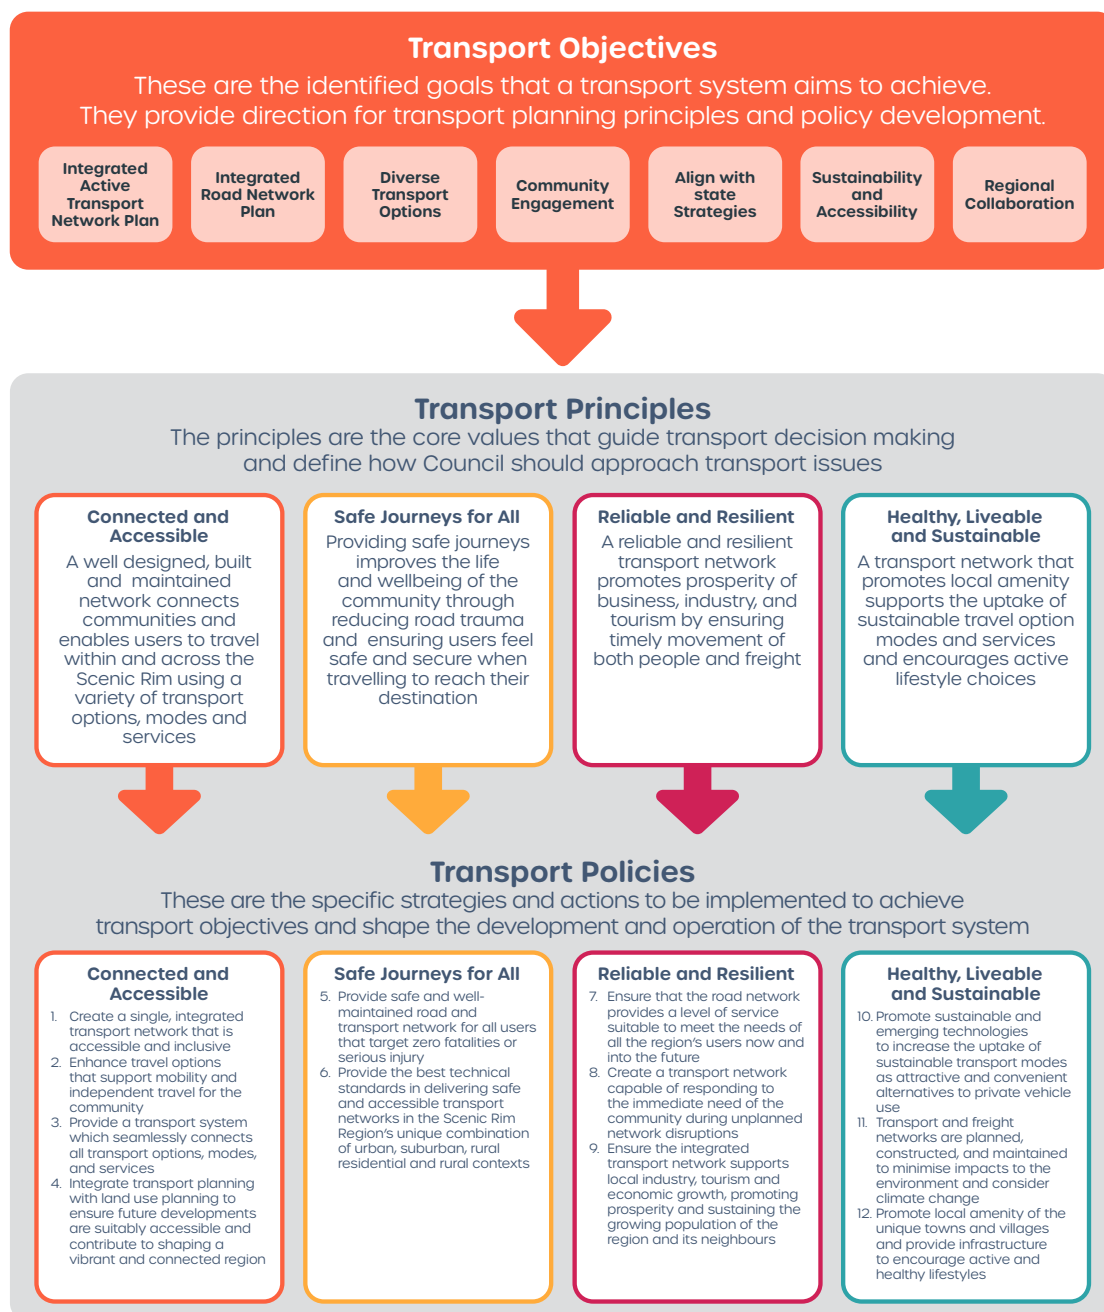 Transport Objectives
These are the identified goals that a transport system aims to achieve.
They provide direction for transport planning principles and policy development.
Integrated
Active
Transport
Network Plan
Integrated
Road Network
Plan
Diverse
Transport
Options
Community
Engagement
Align with
state
Strategies
Sustainability
and
Accessibility
Regional
Collaboration
Transport Principles
The principles are the core values that guide transport decision making
and define how Council should approach transport issues
Connected and
Accessible
A well designed, built
and maintained
network connects
communities and
enables users to travel
within and across the
Scenic Rim using a
variety of transport
options, modes and
services
Safe Journeys for All
Providing safe journeys
improves the life
and wellbeing of the
community through
reducing road trauma
and ensuring users feel
safe and secure when
travelling to reach their
destination
Reliable and Resilient
A reliable and resilient
transport network
promotes prosperity of
business, industry, and
tourism by ensuring
timely movement of
both people and freight
Healthy, Liveable
and Sustainable
A transport network that
promotes local amenity
supports the uptake of
sustainable travel option
modes and services
and encourages active
lifestyle choices
Transport Policies
These are the specific strategies and actions to be implemented to achieve
transport objectives and shape the development and operation of the transport system
Connected and
Accessible
1. Create a single, integrated
transport network that is
accessible and inclusive
2. Enhance travel options
that support mobility and
independent travel for the
community
3. Provide a transport system
which seamlessly connects
all transport options, modes,
and services
4. Integrate transport planning
with land use planning to
ensure future developments
are suitably accessible and
contribute to shaping a
vibrant and connected region
Safe Journeys for All
5. Provide safe and well-
maintained road and
transport network for all users
that target zero fatalities or
serious injury
6. Provide the best technical
standards in delivering safe
and accessible transport
networks in the Scenic Rim
Region's unique combination
of urban, suburban, rural
residential and rural contexts
Reliable and Resilient
7. Ensure that the road network
provides a level of service
suitable to meet the needs of
all the region's users now and
into the future
8. Create a transport network
capable of responding to
the immediate need of the
community during unplanned
network disruptions
9. Ensure the integrated
transport network supports
local industry, tourism and
economic growth, promoting
prosperity and sustaining the
growing population of the
region and its neighbours
Healthy, Liveable
and Sustainable
10. Promote sustainable and
emerging technologies
to increase the uptake of
sustainable transport modes
as attractive and convenient
alternatives to private vehicle
use
11. Transport and freight
networks are planned,
constructed, and maintained
to minimise impacts to the
environment and consider
climate change
12. Promote local amenity of the
unique towns and villages
and provide infrastructure
to encourage active and
healthy lifestyles